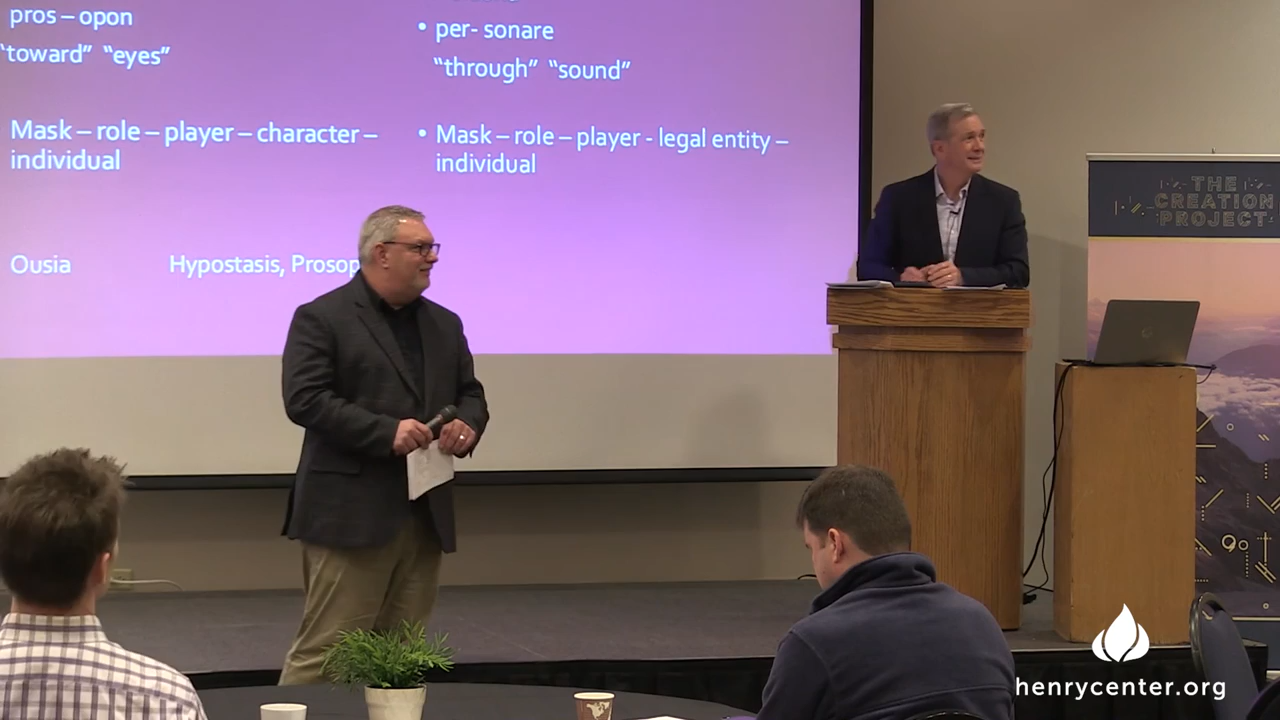 pros – opon
“toward” “eyes”
Mask – role – player – character –
individual
Ousia Hypostasis, Prosop
• per- sonare
“through” “sound”
• Mask – role – player - legal entity –
individual
THE
CREATION
PROJECT
henrycenter.org